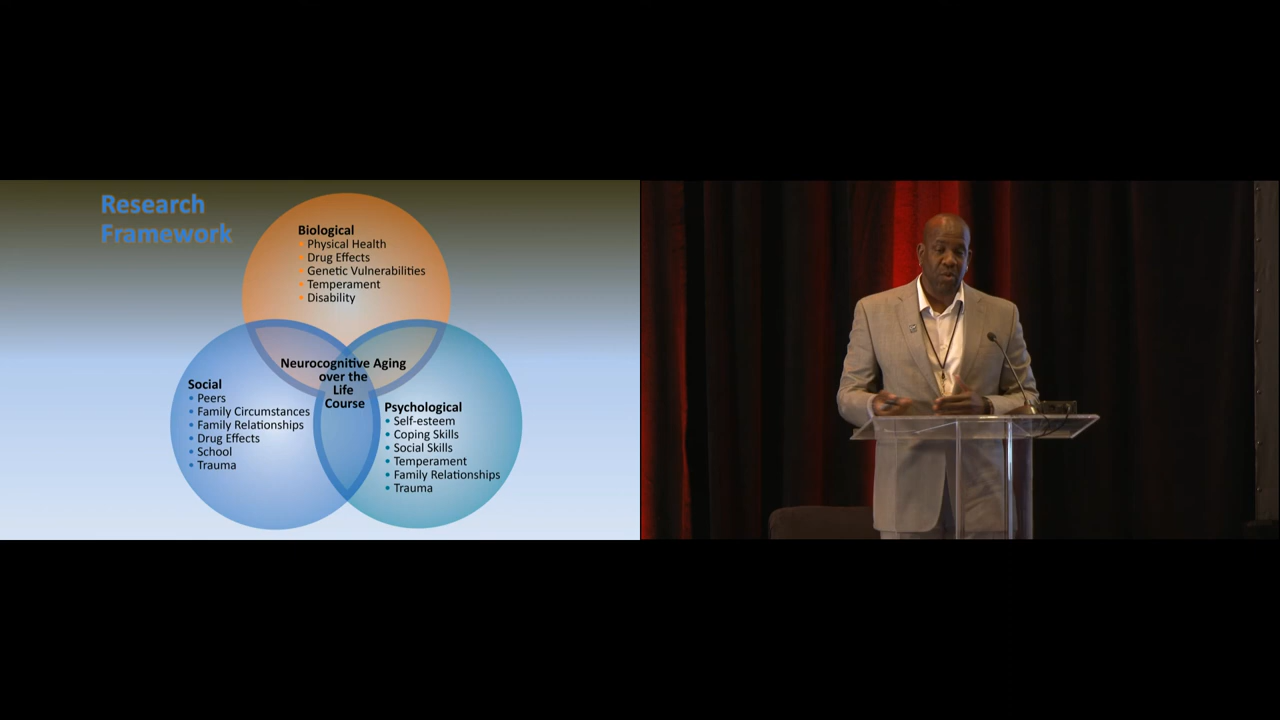 Research
Framework
Biological
• Physical Health
• Drug Effects
• Genetic Vulnerabilities
• Temperament
• Disability
Neurocognitive Aging
over the
Life
Course
Social
• Peers
• Family Circumstances
• Family Relationships
• Drug Effects
• School
• Trauma
Psychological
• Self-esteem
• Coping Skills
• Social Skills
• Temperament
• Family Relationships
• Trauma